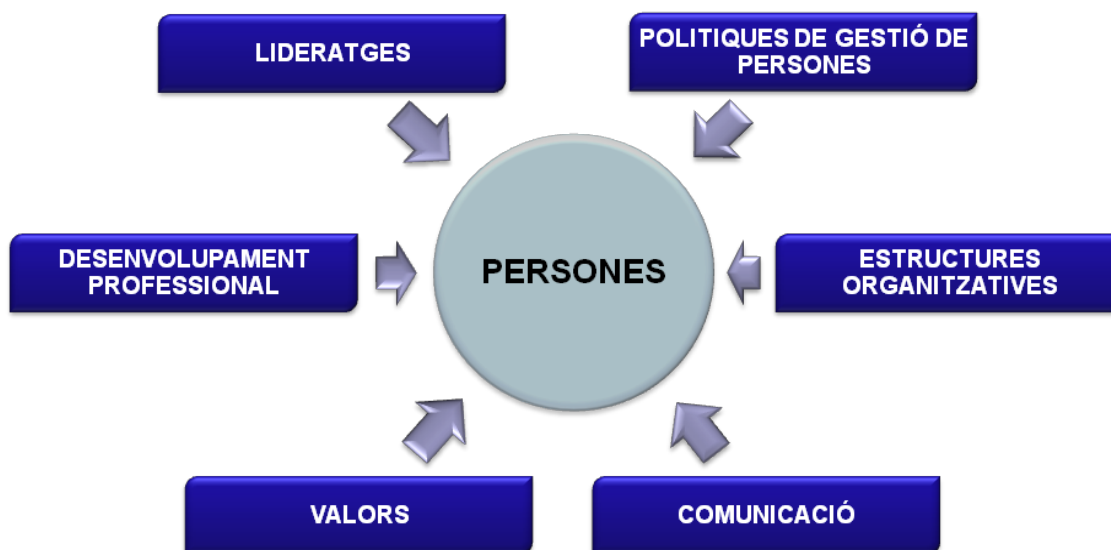 LIDERATGES
POLITIQUES DE GESTIÓ DE
PERSONES
DESENVOLUPAMENT
PROFESSIONAL
PERSONES
ESTRUCTURES
ORGANITZATIVES
VALORS
COMUNICACIÓ